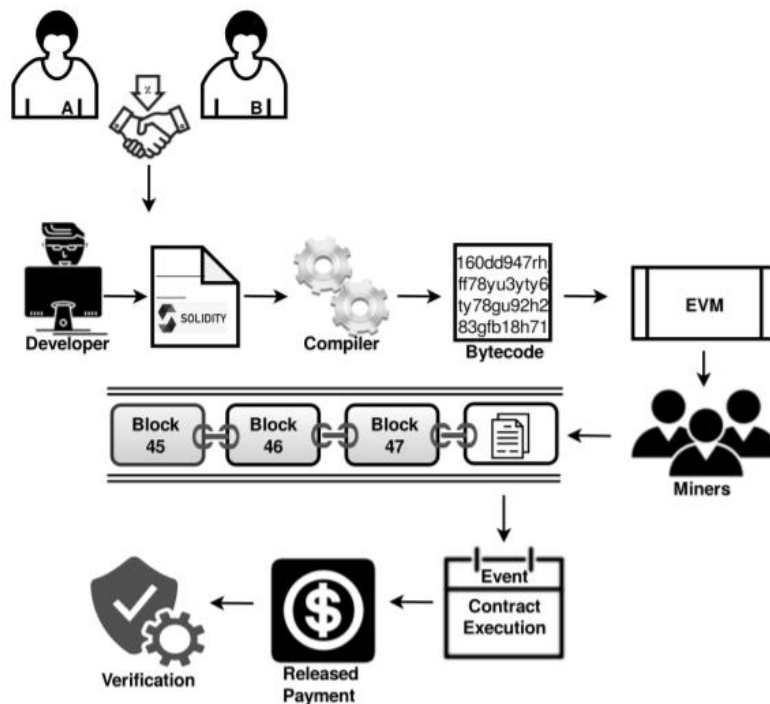 A
B
%
Developer
SOLIDITY
Compiler
160dd947rh
ff78yu3yty6
ty78gu92h2
83gfb18h71
Bytecode
EVM
Block
45
Block
46
Block
47
Miners
Event
Contract
Execution
$
Released
Payment
Verification